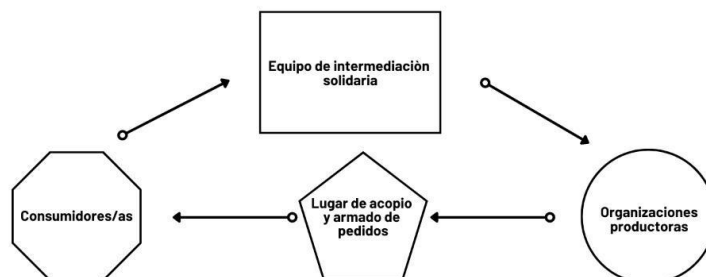 Equipo de intermediaciòn
solidaria
Consumidores/as
Lugar de acopio
y armado de
pedidos
Organizaciones
productoras